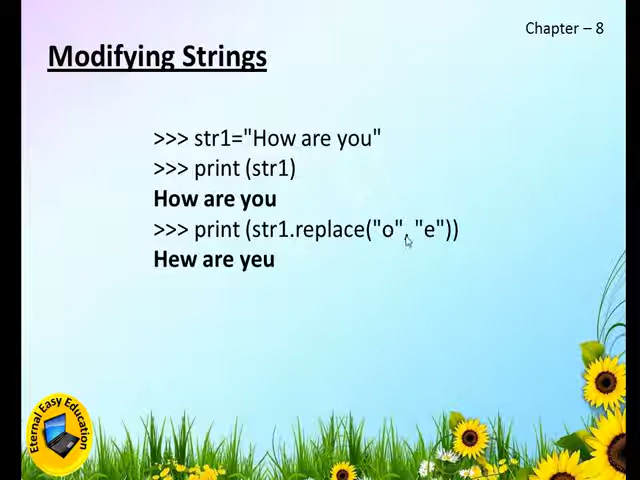 Chapter – 8
Modifying Strings
>>> str1="How are you"
>>> print (str1)
How are you
>>> print (str1.replace("o", "e"))
Hew are yeu
Eternal Easy Education